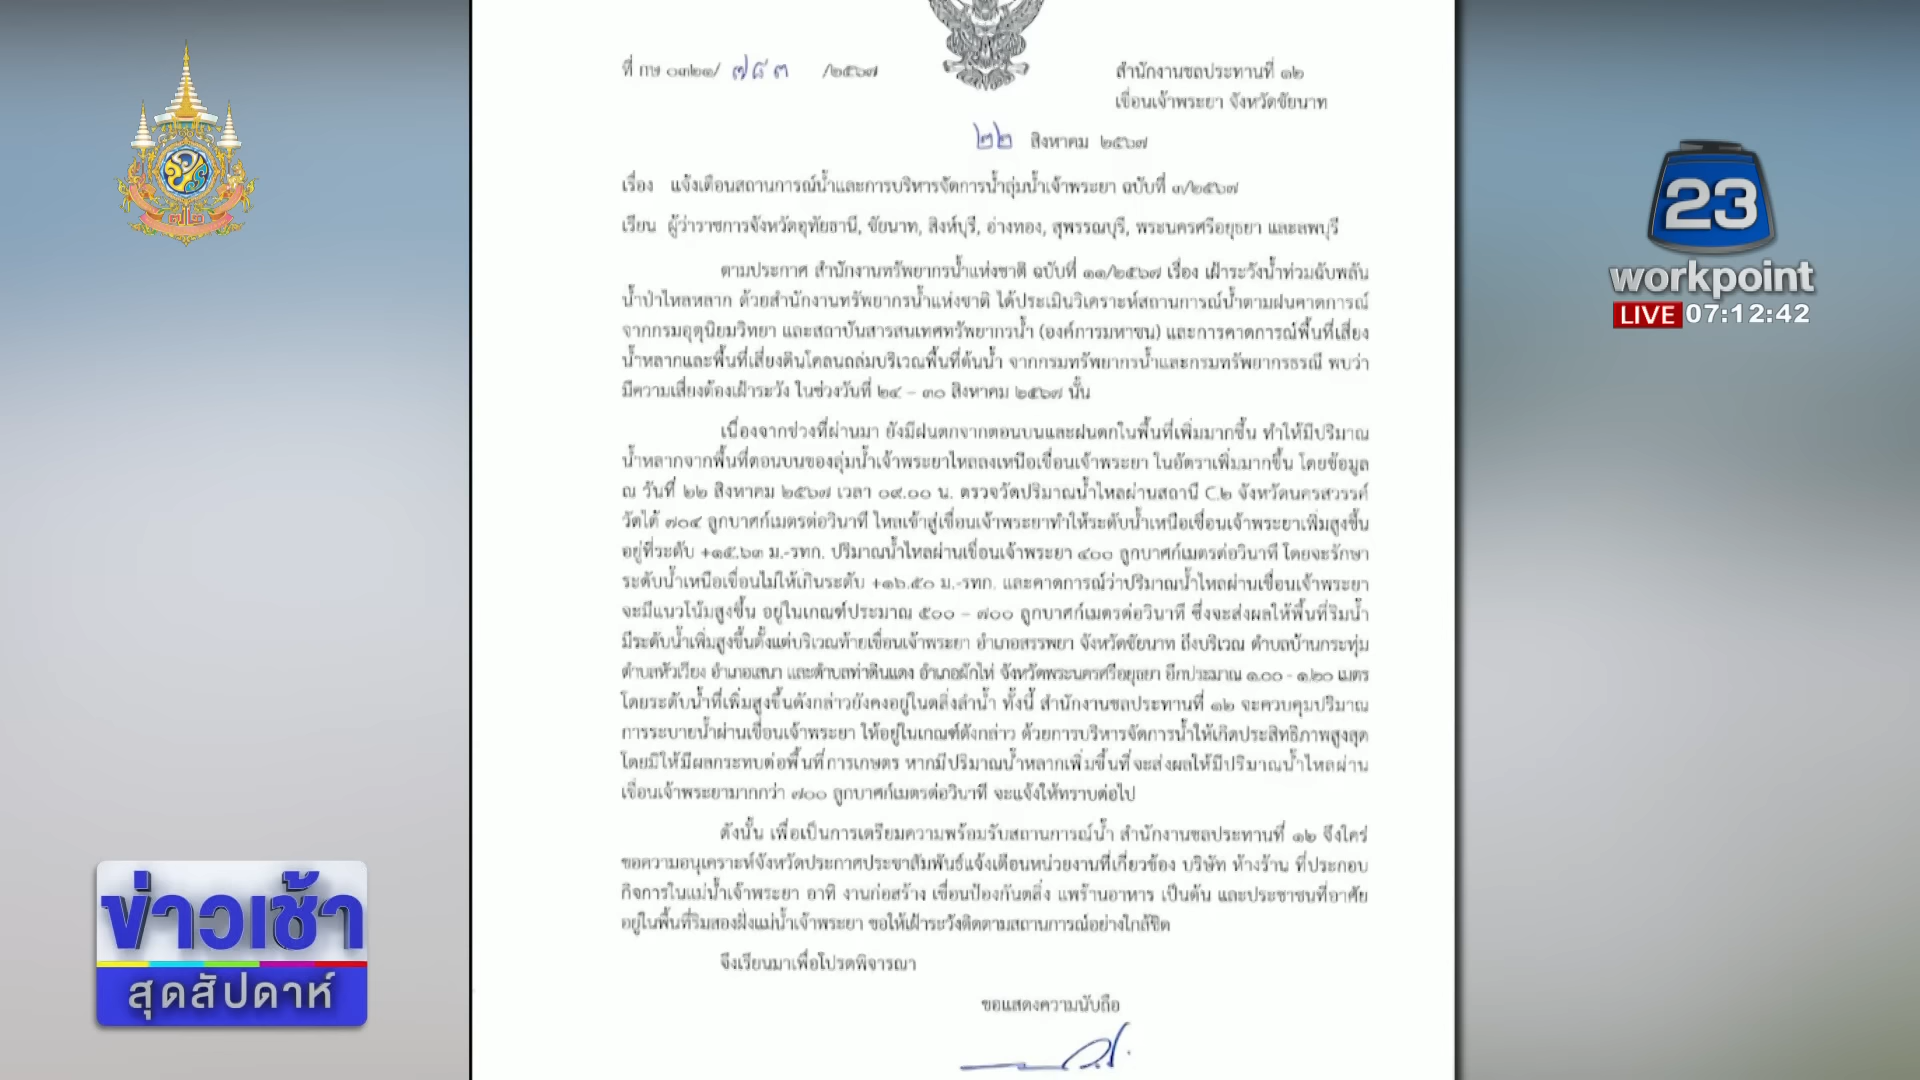 ที่ กษ ๐๓๒๑/ ๗๘๓ /๒๕๖๗
สำนักงานชลประทานที่ ๑๒
เขื่อนเจ้าพระยา จังหวัดชัยนาท
๒๒ สิงหาคม ๒๕๖๗
เรื่อง แจ้งเตือนสถานการณ์น้ำและการบริหารจัดการน้ำลุ่มน้ำเจ้าพระยา ฉบับที่ ๓/๒๕๖๗
เรียน ผู้ว่าราชการจังหวัดอุทัยธานี, ชัยนาท, สิงห์บุรี, อ่างทอง, สุพรรณบุรี, พระนครศรีอยุธยา และลพบุรี
ตามประกาศ สำนักงานทรัพยากรน้ำแห่งชาติ ฉบับที่ ๑๑/๒๕๖๗ เรื่อง เฝ้าระวังน้ำท่วมฉับพลัน
น้ำป่าไหลหลาก ด้วยสำนักงานทรัพยากรน้ำแห่งชาติ ได้ประเมินวิเคราะห์สถานการณ์น้ำตามฝนคาดการณ์
จากกรมอุตุนิยมวิทยา และสถาบันสารสนเทศทรัพยากรน้ำ (องค์การมหาชน) และการคาดการณ์พื้นที่เสี่ยง
น้ำหลากและพื้นที่เสี่ยงดินโคลนถล่มบริเวณพื้นที่ต้นน้ำ จากกรมทรัพยากรน้ำและกรมทรัพยากรธรณี พบว่า
มีความเสี่ยงต้องเฝ้าระวัง ในช่วงวันที่ ๒๔ – ๓๐ สิงหาคม ๒๕๖๗ นั้น
เนื่องจากช่วงที่ผ่านมา ยังมีฝนตกจากตอนบนและฝนตกในพื้นที่เพิ่มมากขึ้น ทำให้มีปริมาณ
น้ำหลากจากพื้นที่ตอนบนของลุ่มน้ำเจ้าพระยาไหลลงเหนือเขื่อนเจ้าพระยา ในอัตราเพิ่มมากขึ้น โดยข้อมูล
ณ วันที่ ๒๒ สิงหาคม ๒๕๖๗ เวลา ๐๙.๐๐ น. ตรวจวัดปริมาณน้ำไหลผ่านสถานี C.๒ จังหวัดนครสวรรค์
วัดได้ ๗๐๔ ลูกบาศก์เมตรต่อวินาที ไหลเข้าสู่เขื่อนเจ้าพระยาทำให้ระดับน้ำเหนือเขื่อนเจ้าพระยาเพิ่มสูงขึ้น
อยู่ที่ระดับ +๑๕.๖๓ ม.-รทก. ปริมาณน้ำไหลผ่านเขื่อนเจ้าพระยา ๔๐๐ ลูกบาศก์เมตรต่อวินาที โดยจะรักษา
ระดับน้ำเหนือเขื่อนไม่ให้เกินระดับ +๑๖.๕๐ ม.-รทก. และคาดการณ์ว่าปริมาณน้ำไหลผ่านเขื่อนเจ้าพระยา
จะมีแนวโน้มสูงขึ้น อยู่ในเกณฑ์ประมาณ ๕๐๐ – ๗๐๐ ลูกบาศก์เมตรต่อวินาที ซึ่งจะส่งผลให้พื้นที่ริมน้ำ
มีระดับน้ำเพิ่มสูงขึ้นตั้งแต่บริเวณท้ายเขื่อนเจ้าพระยา อำเภอสรรพยา จังหวัดชัยนาท ถึงบริเวณ ตำบลบ้านกระทุ่ม
ตำบลหัวเวียง อำเภอเสนา และตำบลท่าดินแดง อำเภอผักไห่ จังหวัดพระนครศรีอยุธยา อีกประมาณ ๑.๐๐ - ๑.๒๐ เมตร
โดยระดับน้ำที่เพิ่มสูงขึ้นดังกล่าวยังคงอยู่ในตลิ่งลำน้ำ ทั้งนี้ สำนักงานชลประทานที่ ๑๒ จะควบคุมปริมาณ
การระบายน้ำผ่านเขื่อนเจ้าพระยา ให้อยู่ในเกณฑ์ดังกล่าว ด้วยการบริหารจัดการน้ำให้เกิดประสิทธิภาพสูงสุด
โดยมิให้มีผลกระทบต่อพื้นที่การเกษตร หากมีปริมาณน้ำหลากเพิ่มขึ้นที่จะส่งผลให้มีปริมาณน้ำไหลผ่าน
เขื่อนเจ้าพระยามากกว่า ๗๐๐ ลูกบาศก์เมตรต่อวินาที จะแจ้งให้ทราบต่อไป
ดังนั้น เพื่อเป็นการเตรียมความพร้อมรับสถานการณ์น้ำ สำนักงานชลประทานที่ ๑๒ จึงใคร่
ขอความอนุเคราะห์จังหวัดประกาศประชาสัมพันธ์แจ้งเตือนหน่วยงานที่เกี่ยวข้อง บริษัท ห้างร้าน ที่ประกอบ
กิจการในแม่น้ำเจ้าพระยา อาทิ งานก่อสร้าง เขื่อนป้องกันตลิ่ง แพร้านอาหาร เป็นต้น และประชาชนที่อาศัย
อยู่ในพื้นที่ริมสองฝั่งแม่น้ำเจ้าพระยา ขอให้เฝ้าระวังติดตามสถานการณ์อย่างใกล้ชิด
จึงเรียนมาเพื่อโปรดพิจารณา
ขอแสดงความนับถือ
23
workpoint
LIVE 07:12:42
ข่าวเช้า
สุดสัปดาห์